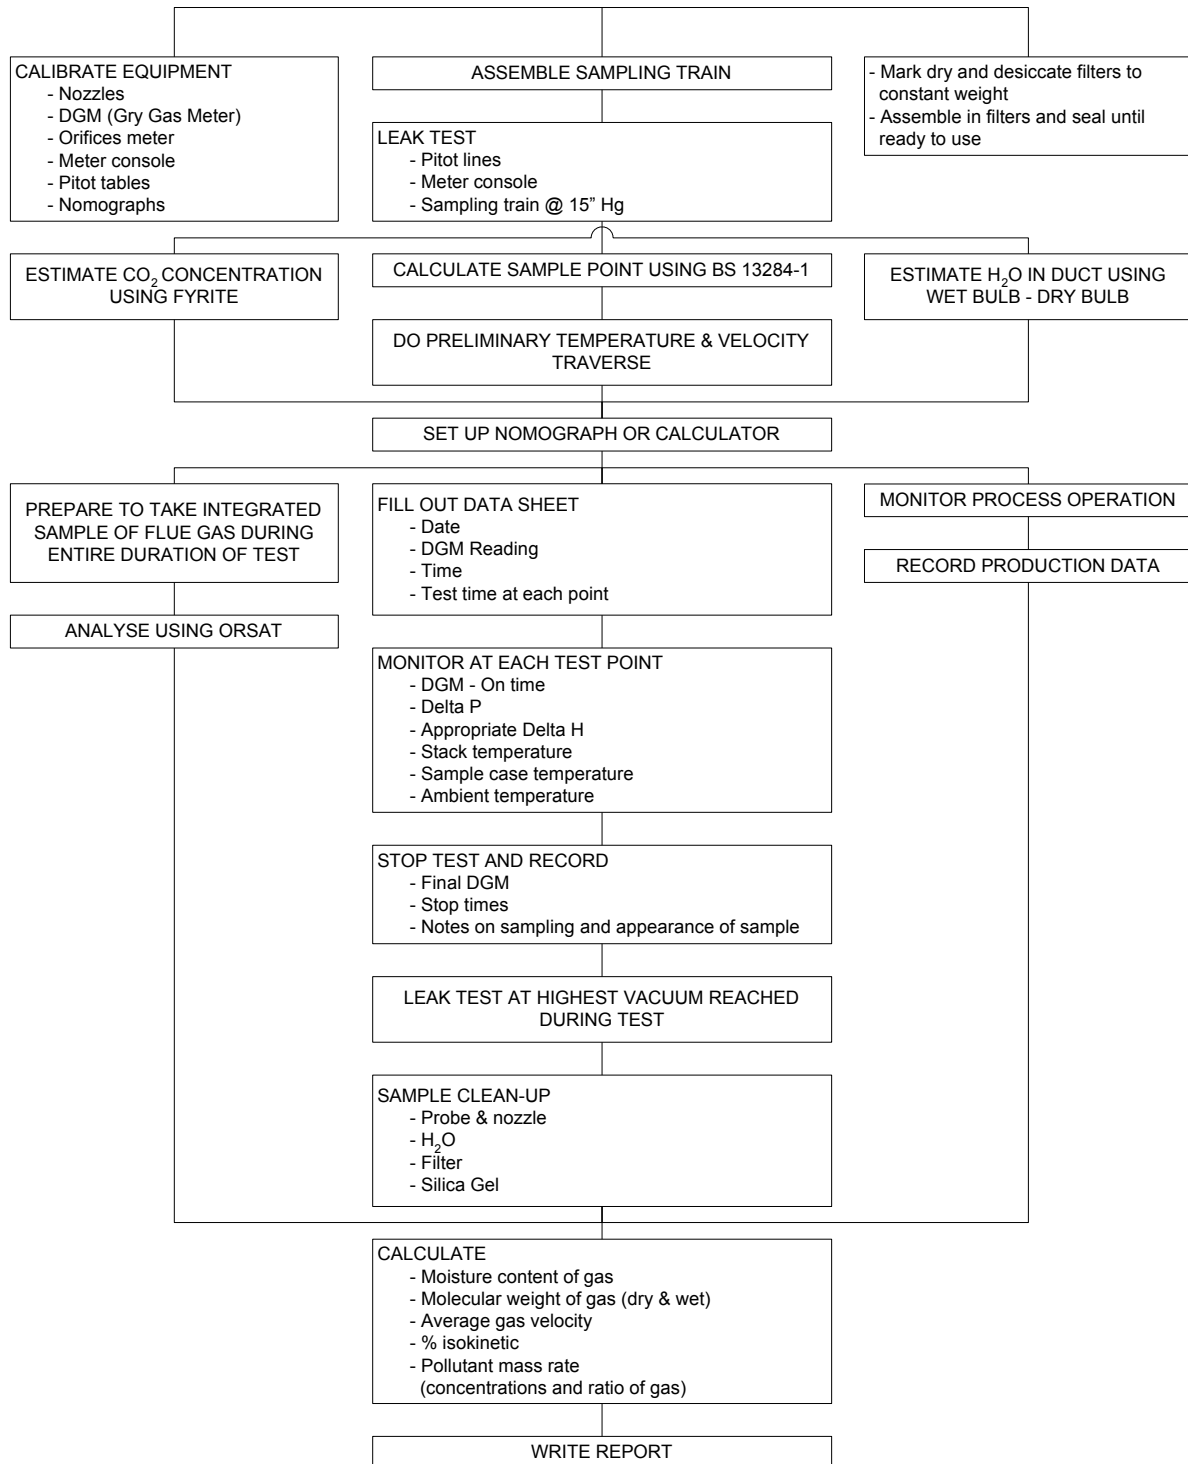 CALIBRATE EQUIPMENT
- Nozzles
- DGM (Gry Gas Meter)
- Orifices meter
- Meter console
- Pitot tables
- Nomographs
ASSEMBLE SAMPLING TRAIN
LEAK TEST
- Pitot lines
- Meter console
- Sampling train @ 15” Hg
- Mark dry and desiccate filters to
constant weight
- Assemble in filters and seal until
ready to use
ESTIMATE CO₂ CONCENTRATION
USING FYRITE
CALCULATE SAMPLE POINT USING BS 13284-1
DO PRELIMINARY TEMPERATURE & VELOCITY
TRAVERSE
ESTIMATE H₂O IN DUCT USING
WET BULB - DRY BULB
SET UP NOMOGRAPH OR CALCULATOR
PREPARE TO TAKE INTEGRATED
SAMPLE OF FLUE GAS DURING
ENTIRE DURATION OF TEST
ANALYSE USING ORSAT
FILL OUT DATA SHEET
- Date
- DGM Reading
- Time
- Test time at each point
MONITOR PROCESS OPERATION
RECORD PRODUCTION DATA
MONITOR AT EACH TEST POINT
- DGM - On time
- Delta P
- Appropriate Delta H
- Stack temperature
- Sample case temperature
- Ambient temperature
STOP TEST AND RECORD
- Final DGM
- Stop times
- Notes on sampling and appearance of sample
LEAK TEST AT HIGHEST VACUUM REACHED
DURING TEST
SAMPLE CLEAN-UP
- Probe & nozzle
- H₂O
- Filter
- Silica Gel
CALCULATE
- Moisture content of gas
- Molecular weight of gas (dry & wet)
- Average gas velocity
- % isokinetic
- Pollutant mass rate
(concentrations and ratio of gas)
WRITE REPORT